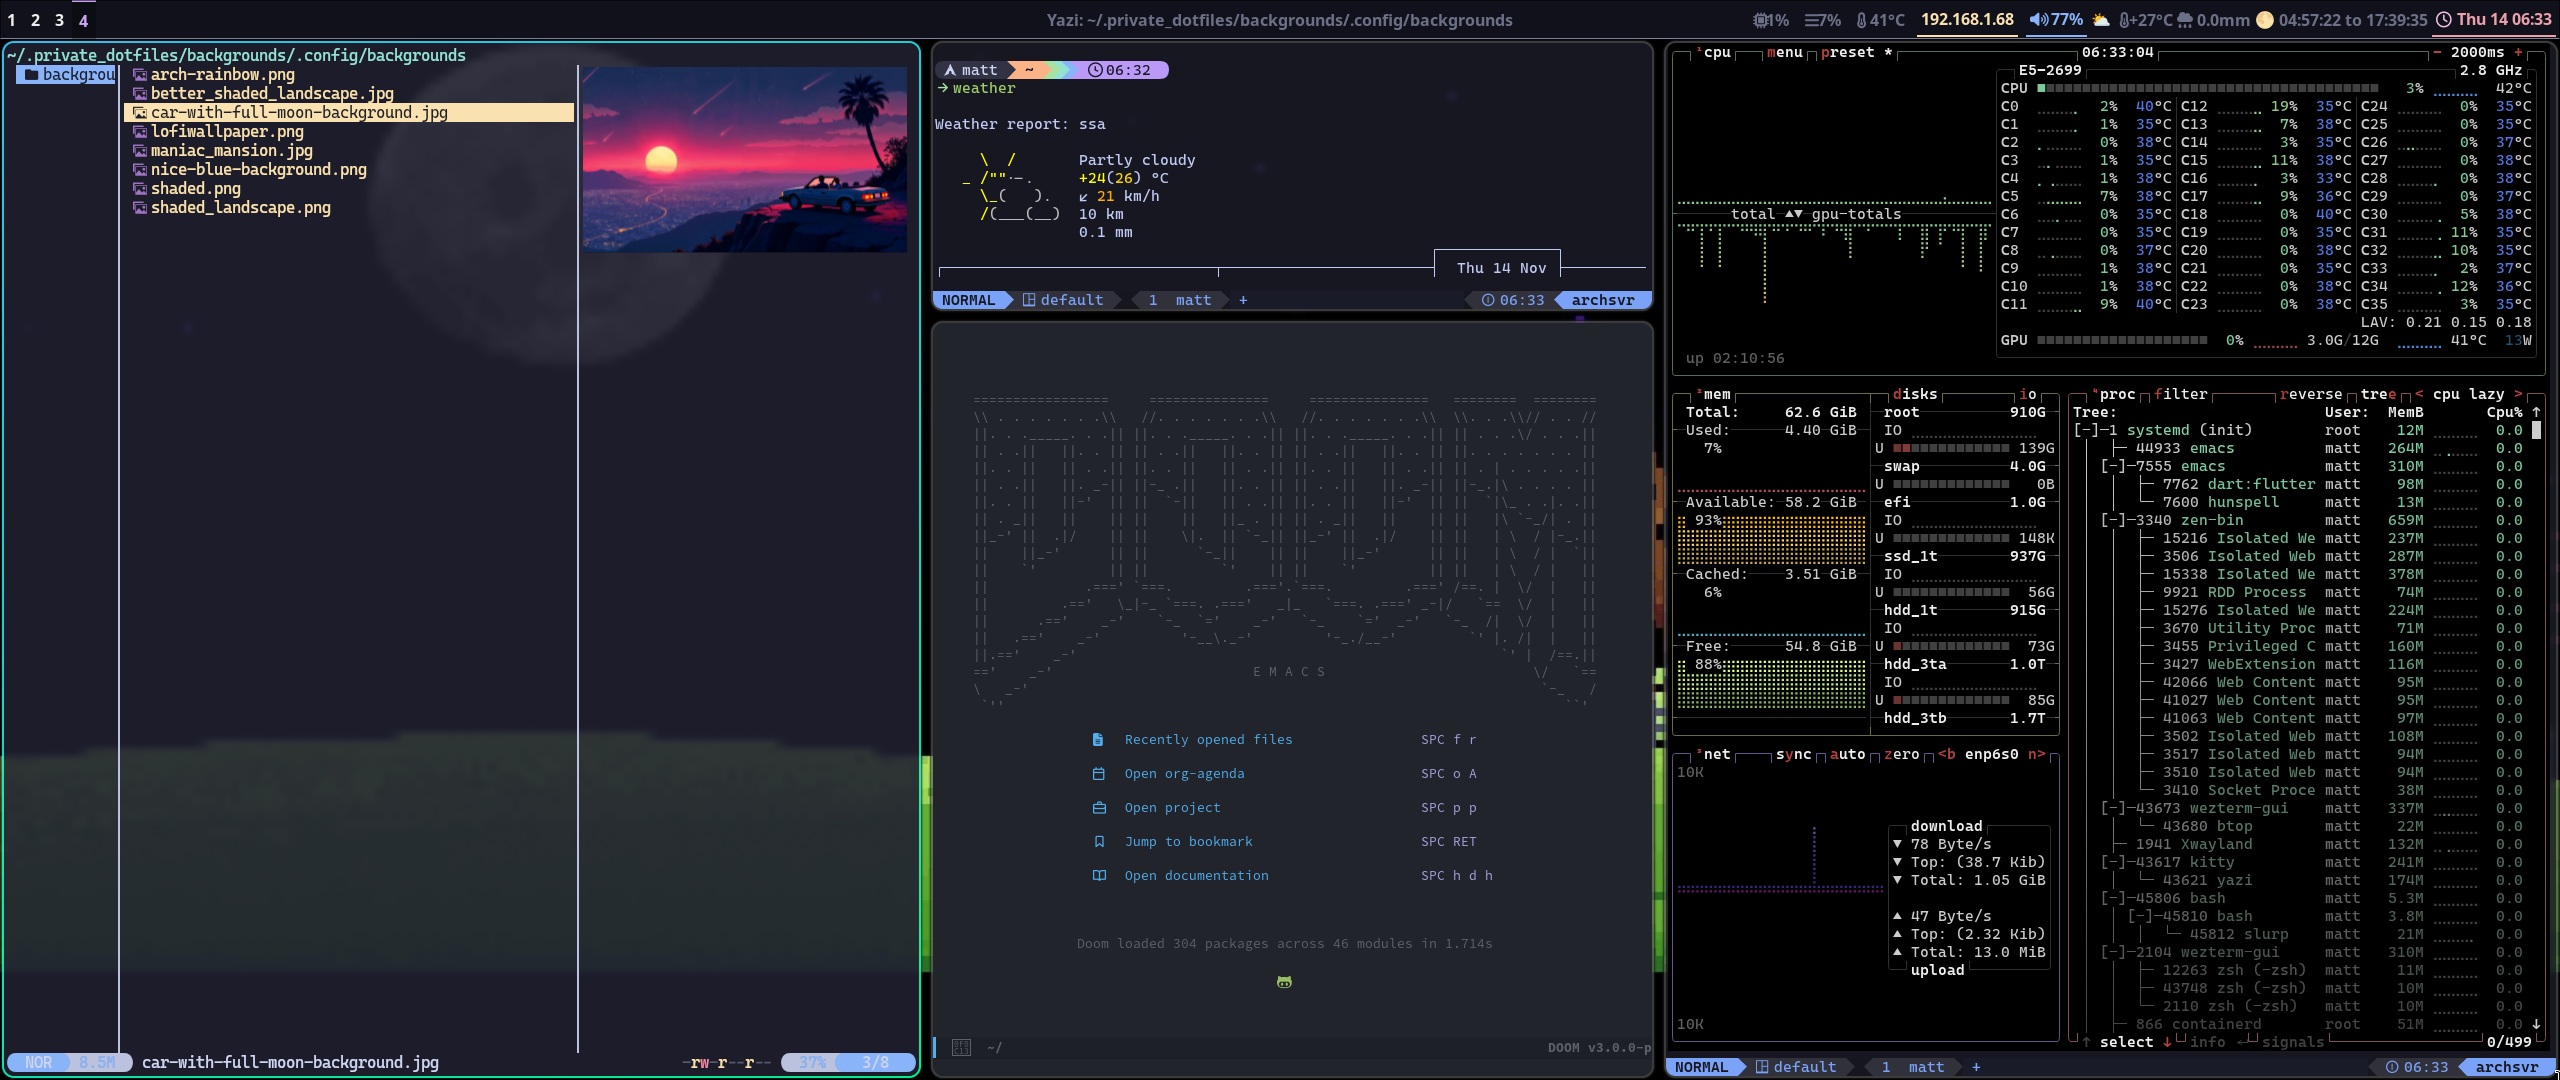 1 2 3 4
Yazi: ~/.private_dotfiles/backgrounds/.config/backgrounds
1% 7% 41°C 192.168.1.68 77% +27°C 0.0mm 04:57:22 to 17:39:35 Thu 14 06:33
~/.private_dotfiles/backgrounds/.config/backgrounds
backgrou
arch-rainbow.png
better_shaded_landscape.jpg
car-with-full-moon-background.jpg
lofiwallpaper.png
maniac_mansion.jpg
nice-blue-background.png
shaded.png
shaded_landscape.png
NOR 8.5M car-with-full-moon-background.jpg -rw-r--r-- 37% 3/8
matt ~ 06:32
→ weather
Weather report: ssa
Partly cloudy
+24(26) °C
↙ 21 km/h
10 km
0.1 mm
Thu 14 Nov
NORMAL default 1 matt + 06:33 archsvr
E M A C S
Recently opened files SPC f r
Open org-agenda SPC o A
Open project SPC p p
Jump to bookmark SPC RET
Open documentation SPC h d h
Doom loaded 304 packages across 46 modules in 1.714s
~/ DOOM v3.0.0-p
¹cpu menu preset * 06:33:04 - 2000ms +
E5-2699 2.8 GHz
CPU 3% 42°C
C0 2% 40°C C12 19% 35°C C24 0% 35°C
C1 1% 35°C C13 7% 38°C C25 0% 35°C
C2 0% 38°C C14 3% 35°C C26 0% 37°C
C3 1% 35°C C15 11% 38°C C27 0% 38°C
C4 1% 38°C C16 3% 33°C C28 0% 38°C
C5 7% 38°C C17 9% 36°C C29 0% 37°C
C6 0% 35°C C18 0% 40°C C30 5% 38°C
C7 0% 35°C C19 0% 35°C C31 11% 35°C
C8 0% 37°C C20 0% 38°C C32 10% 35°C
C9 1% 38°C C21 0% 35°C C33 2% 37°C
C10 1% 38°C C22 0% 38°C C34 12% 36°C
C11 9% 40°C C23 0% 38°C C35 3% 35°C
LAV: 0.21 0.15 0.18
GPU 0% 3.0G/12G 41°C 13W
total ▲▼ gpu-totals
up 02:10:56
²mem
Total: 62.6 GiB
Used: 4.40 GiB
7%
Available: 58.2 GiB
93%
Cached: 3.51 GiB
6%
Free: 54.8 GiB
88%
disks io
root 910G
IO
U 139G
swap 4.0G
U 0B
efi 1.0G
IO
U 148K
ssd_1t 937G
IO
U 56G
hdd_1t 915G
IO
U 73G
hdd_3ta 1.0T
IO
U 85G
hdd_3tb 1.7T
³net sync auto zero <b enp6s0 n>
10K
download
▼ 78 Byte/s
▼ Top: (38.7 Kib)
▼ Total: 1.05 GiB
▲ 47 Byte/s
▲ Top: (2.32 Kib)
▲ Total: 13.0 MiB
upload
10K
⁴proc filter reverse tree < cpu lazy >
Tree: User: MemB Cpu% ↑
[-]-1 systemd (init) root 12M 0.0
44933 emacs matt 264M 0.0
[-]-7555 emacs matt 310M 0.0
7762 dart:flutter matt 98M 0.0
7600 hunspell matt 13M 0.0
[-]-3340 zen-bin matt 659M 0.0
15216 Isolated We matt 237M 0.0
3506 Isolated Web matt 287M 0.0
15338 Isolated We matt 378M 0.0
9921 RDD Process matt 74M 0.0
15276 Isolated We matt 224M 0.0
3670 Utility Proc matt 71M 0.0
3455 Privileged C matt 160M 0.0
3427 WebExtension matt 116M 0.0
42066 Web Content matt 95M 0.0
41027 Web Content matt 95M 0.0
41063 Web Content matt 97M 0.0
3502 Isolated Web matt 108M 0.0
3517 Isolated Web matt 94M 0.0
3510 Isolated Web matt 94M 0.0
3410 Socket Proce matt 38M 0.0
[-]-43673 wezterm-gui matt 337M 0.0
43680 btop matt 22M 0.0
1941 Xwayland matt 132M 0.0
[-]-43617 kitty matt 241M 0.0
43621 yazi matt 174M 0.0
[-]-45806 bash matt 5.3M 0.0
[-]-45810 bash matt 3.8M 0.0
45812 slurp matt 21M 0.0
[-]-2104 wezterm-gui matt 310M 0.0
12263 zsh (-zsh) matt 11M 0.0
43748 zsh (-zsh) matt 10M 0.0
2110 zsh (-zsh) matt 10M 0.0
866 containerd root 51M 0.0 ↓
↑ select ↓ info ↵ signals 0/499
NORMAL default 1 matt + 06:33 archsvr